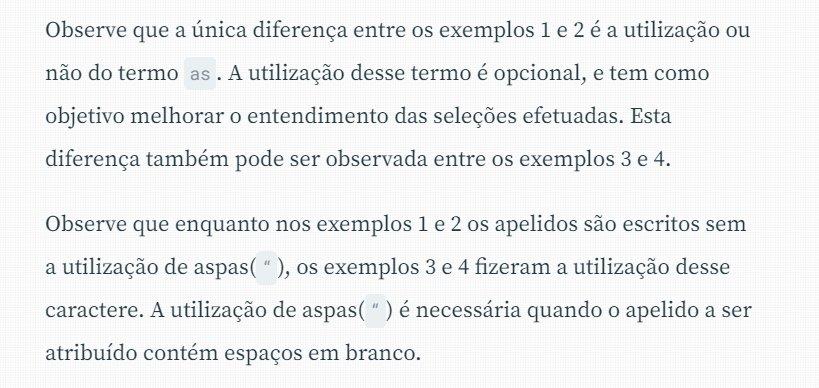 Observe que a única diferença entre os exemplos 1 e 2 é a utilização ou
não do termo as. A utilização desse termo é opcional, e tem como
objetivo melhorar o entendimento das seleções efetuadas. Esta
diferença também pode ser observada entre os exemplos 3 e 4.
Observe que enquanto nos exemplos 1 e 2 os apelidos são escritos sem
a utilização de aspas(“), os exemplos 3 e 4 fizeram a utilização desse
caractere. A utilização de aspas(“) é necessária quando o apelido a ser
atribuído contém espaços em branco.